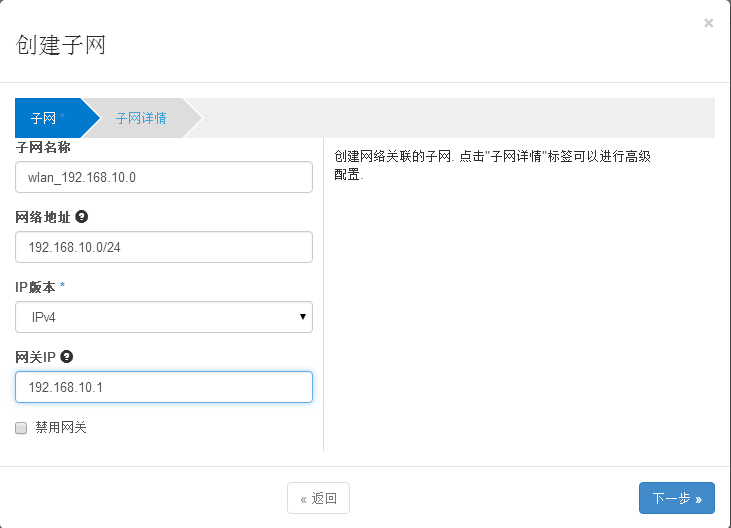 ×
创建子网
子网 *
子网详情
子网名称
wlan_192.168.10.0
网络地址
192.168.10.0/24
IP版本 *
IPv4
网关IP
192.168.10.1
禁用网关
创建网络关联的子网. 点击"子网详情"标签可以进行高级
配置.
« 返回
下一步 »